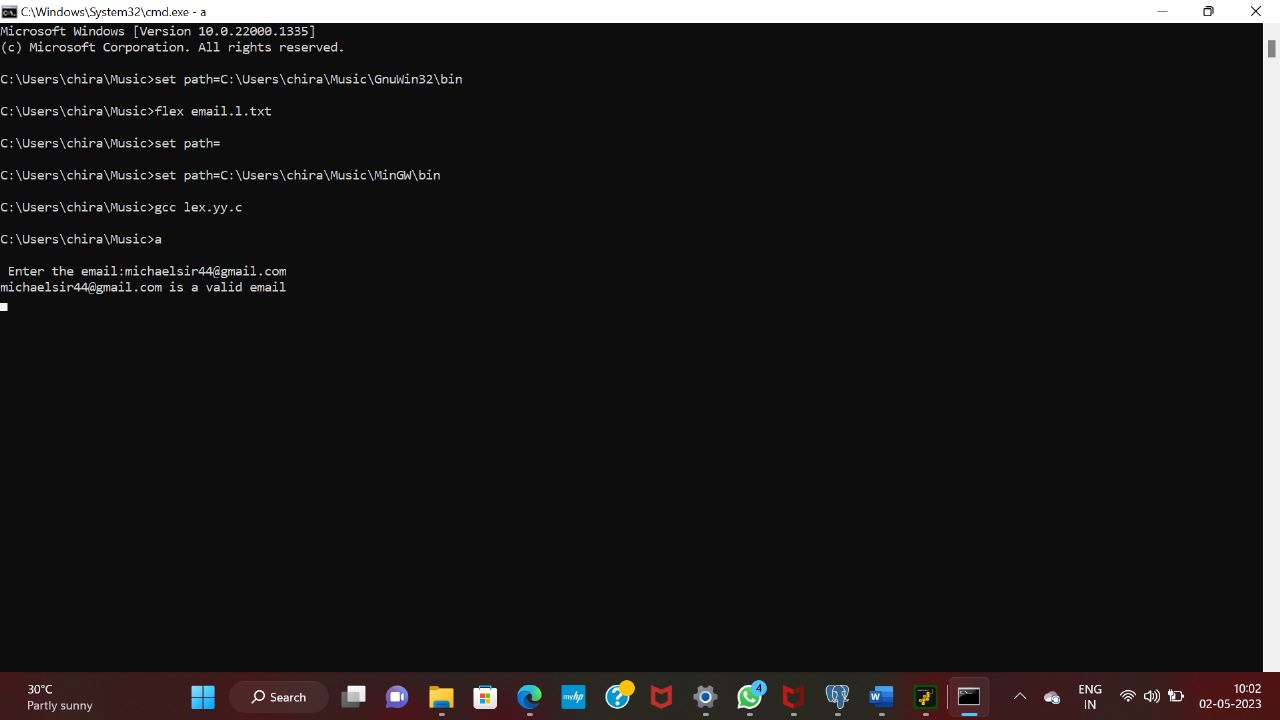 C:\Windows\System32\cmd.exe - a
Microsoft Windows [Version 10.0.22000.1335]
(c) Microsoft Corporation. All rights reserved.
C:\Users\chira\Music>set path=C:\Users\chira\Music\GnuWin32\bin
C:\Users\chira\Music>flex email.l.txt
C:\Users\chira\Music>set path=
C:\Users\chira\Music>set path=C:\Users\chira\Music\MinGW\bin
C:\Users\chira\Music>gcc lex.yy.c
C:\Users\chira\Music>a
Enter the email:michaelsir44@gmail.com
michaelsir44@gmail.com is a valid email
30°C
Partly sunny
Search
myhp
4
ENG
IN
10:02
02-05-2023